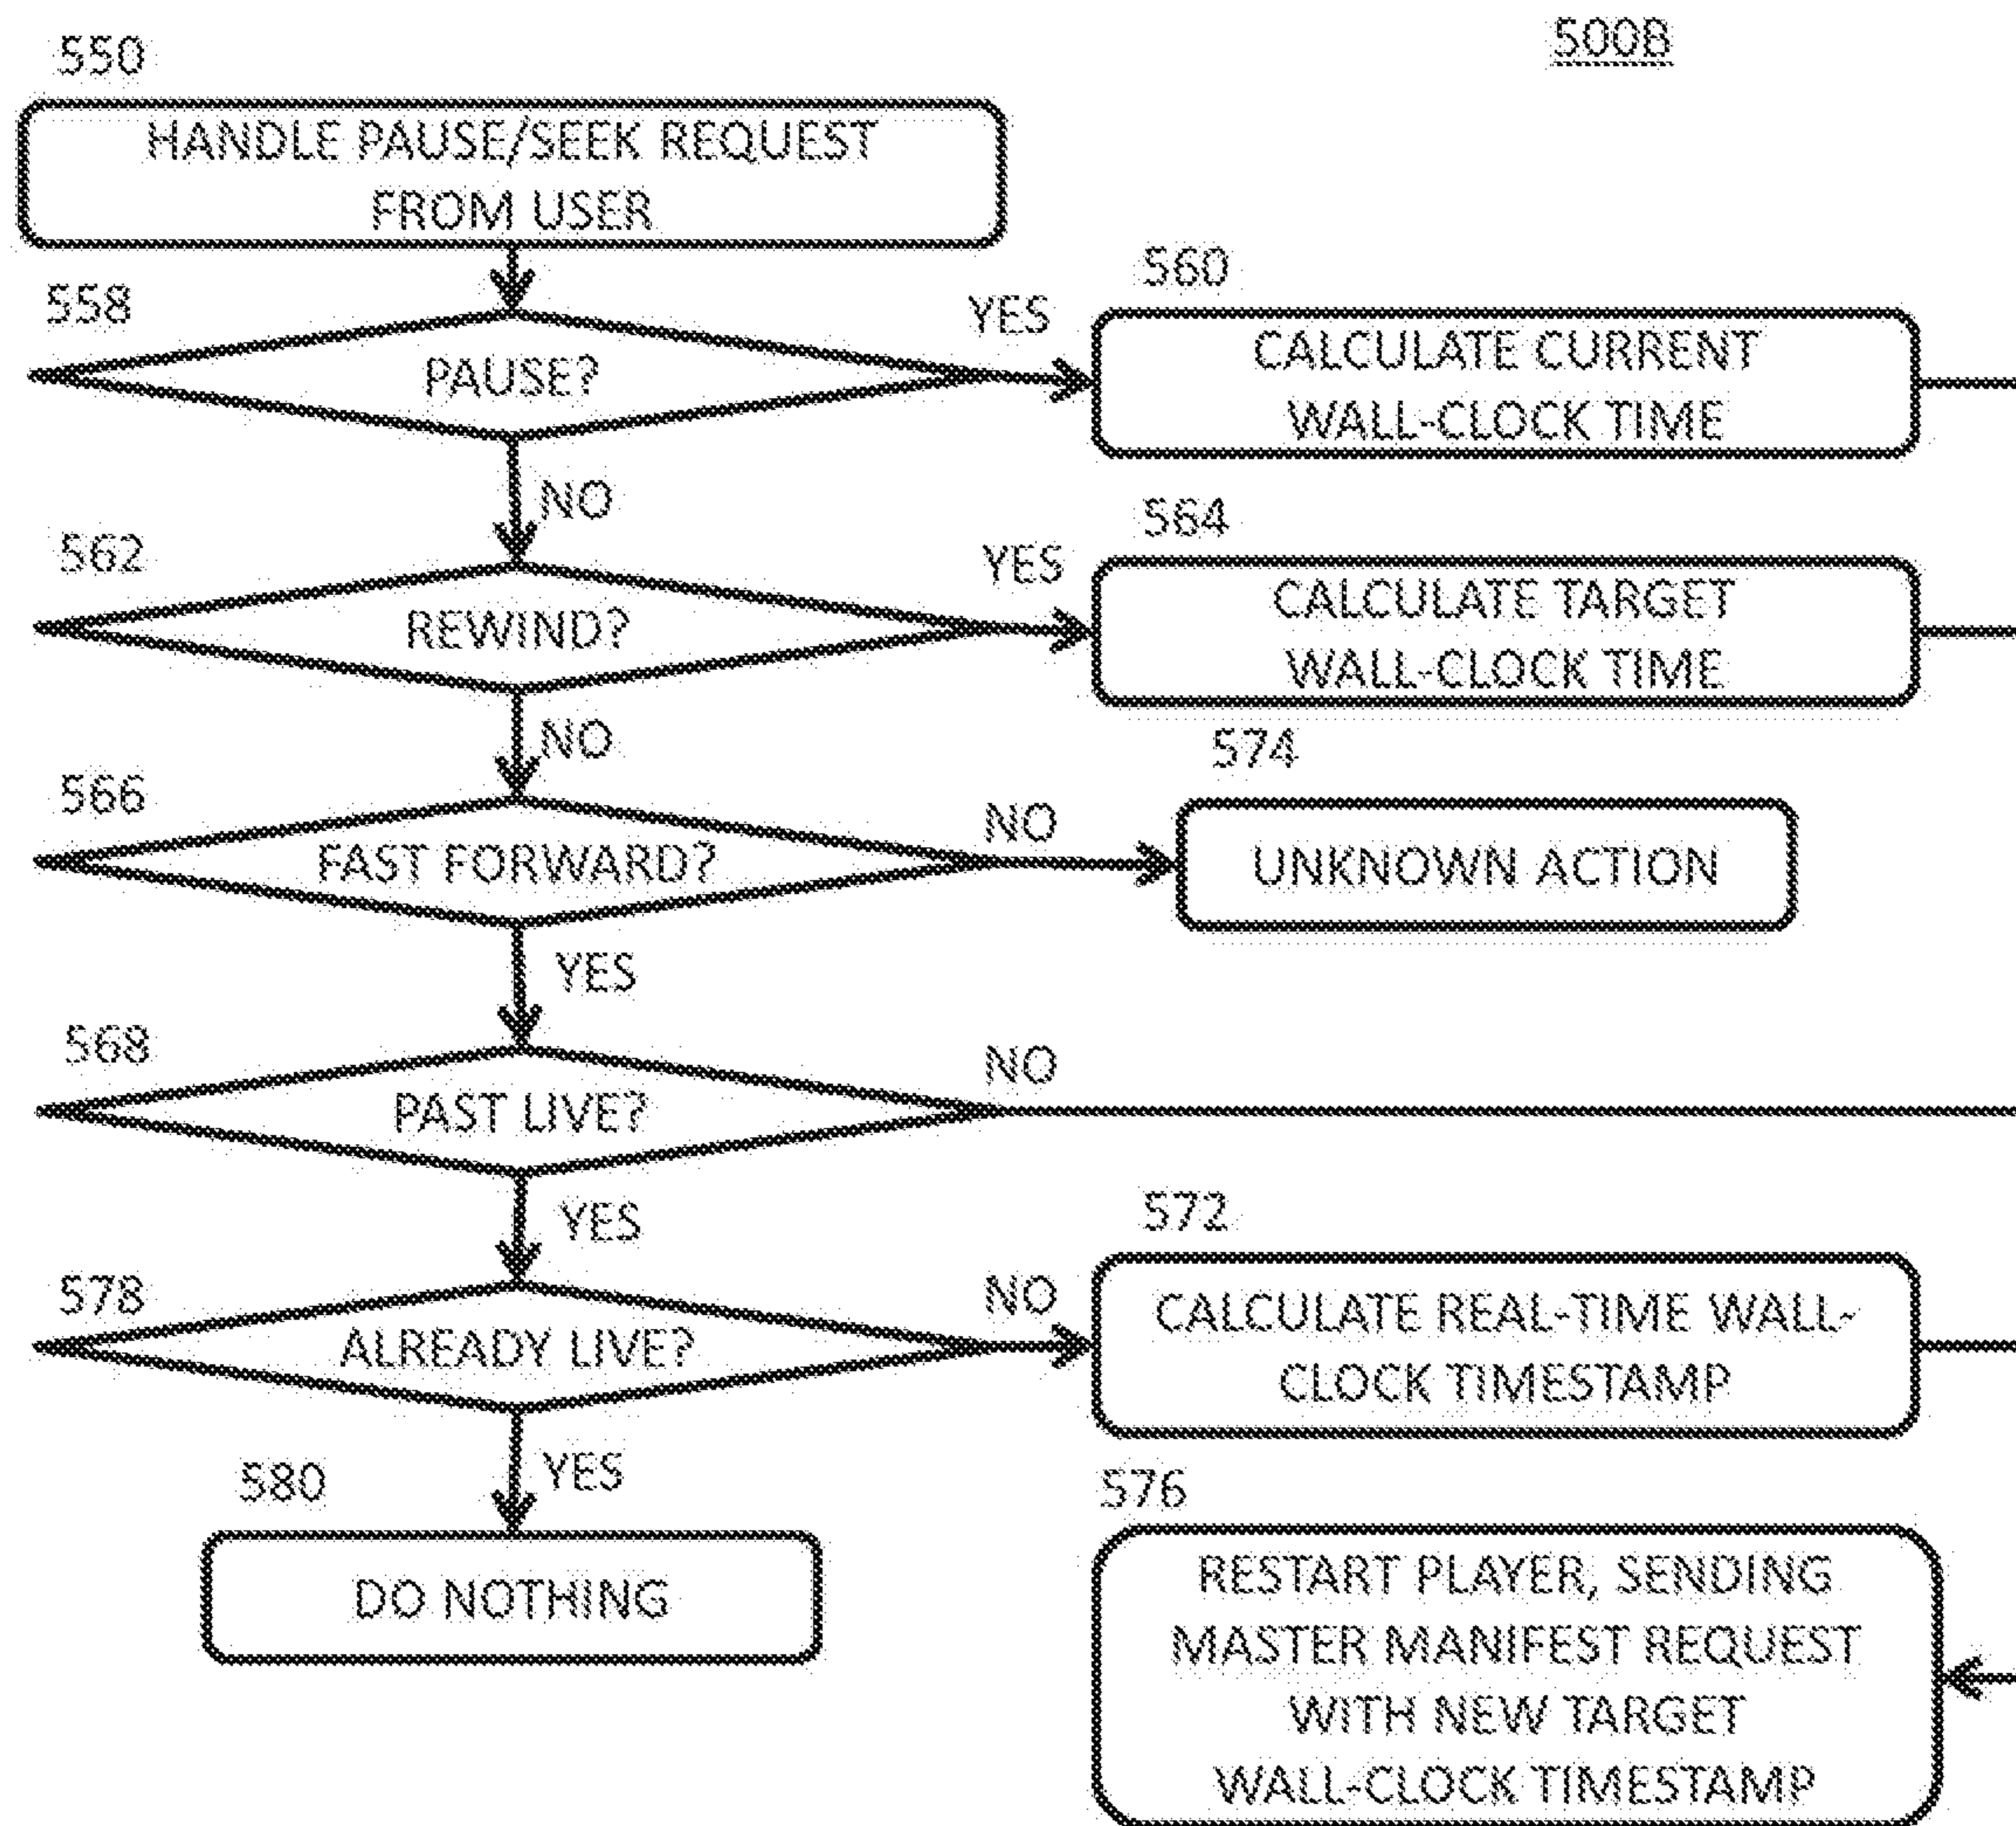 500B
550
HANDLE PAUSE/SEEK REQUEST
FROM USER
558
PAUSE?
YES
560
CALCULATE CURRENT
WALL-CLOCK TIME
NO
562
REWIND?
YES
564
CALCULATE TARGET
WALL-CLOCK TIME
NO
566
FAST FORWARD?
NO
574
UNKNOWN ACTION
YES
568
PAST LIVE?
NO
YES
578
ALREADY LIVE?
NO
572
CALCULATE REAL-TIME WALL-
CLOCK TIMESTAMP
YES
580
DO NOTHING
576
RESTART PLAYER, SENDING
MASTER MANIFEST REQUEST
WITH NEW TARGET
WALL-CLOCK TIMESTAMP